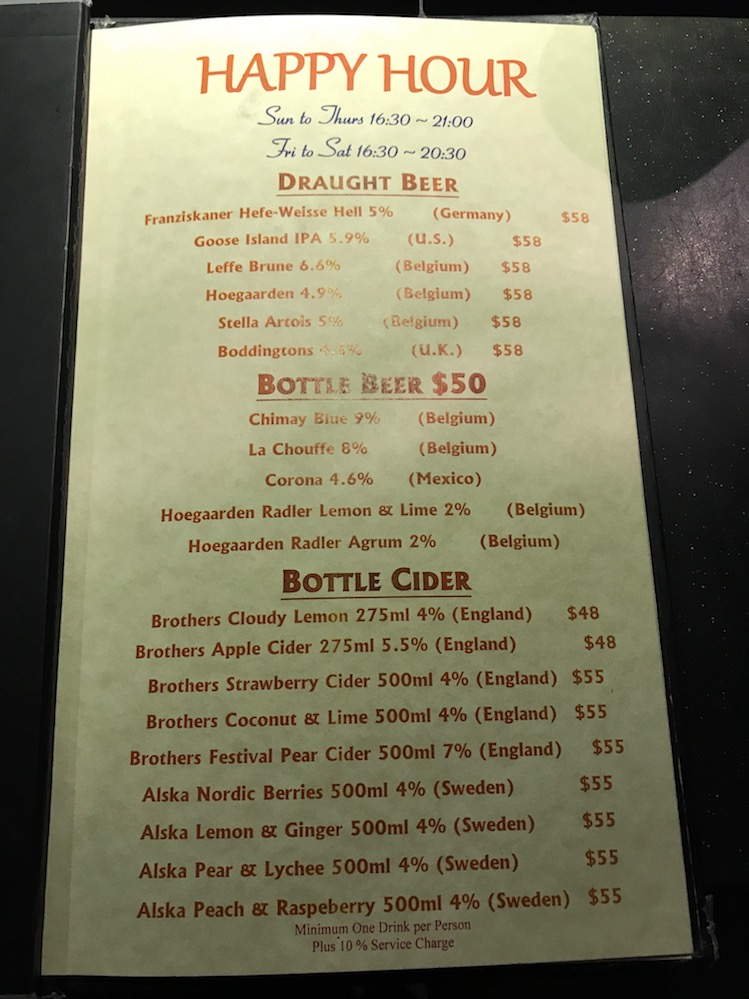 HAPPY HOUR
Sun to Thurs 16:30 ~ 21:00
Fri to Sat 16:30 ~ 20:30
DRAUGHT BEER
Franziskaner Hefe-Weisse Hell 5% (Germany) $58
Goose Island IPA 5.9% (U.S.) $58
Leffe Brune 6.6% (Belgium) $58
Hoegaarden 4.9% (Belgium) $58
Stella Artois 5% (Belgium) $58
Boddingtons (U.K.) $58
BOTTLE BEER $50
Chimay Blue 9% (Belgium)
La Chouffe 8% (Belgium)
Corona 4.6% (Mexico)
Hoegaarden Radler Lemon & Lime 2% (Belgium)
Hoegaarden Radler Agrum 2% (Belgium)
BOTTLE CIDER
Brothers Cloudy Lemon 275ml 4% (England) $48
Brothers Apple Cider 275ml 5.5% (England) $48
Brothers Strawberry Cider 500ml 4% (England) $55
Brothers Coconut & Lime 500ml 4% (England) $55
Brothers Festival Pear Cider 500ml 7% (England) $55
Alska Nordic Berries 500ml 4% (Sweden) $55
Alska Lemon & Ginger 500ml 4% (Sweden) $55
Alska Pear & Lychee 500ml 4% (Sweden) $55
Alska Peach & Raspeberry 500ml 4% (Sweden) $55
Minimum One Drink per Person
Plus 10 % Service Charge